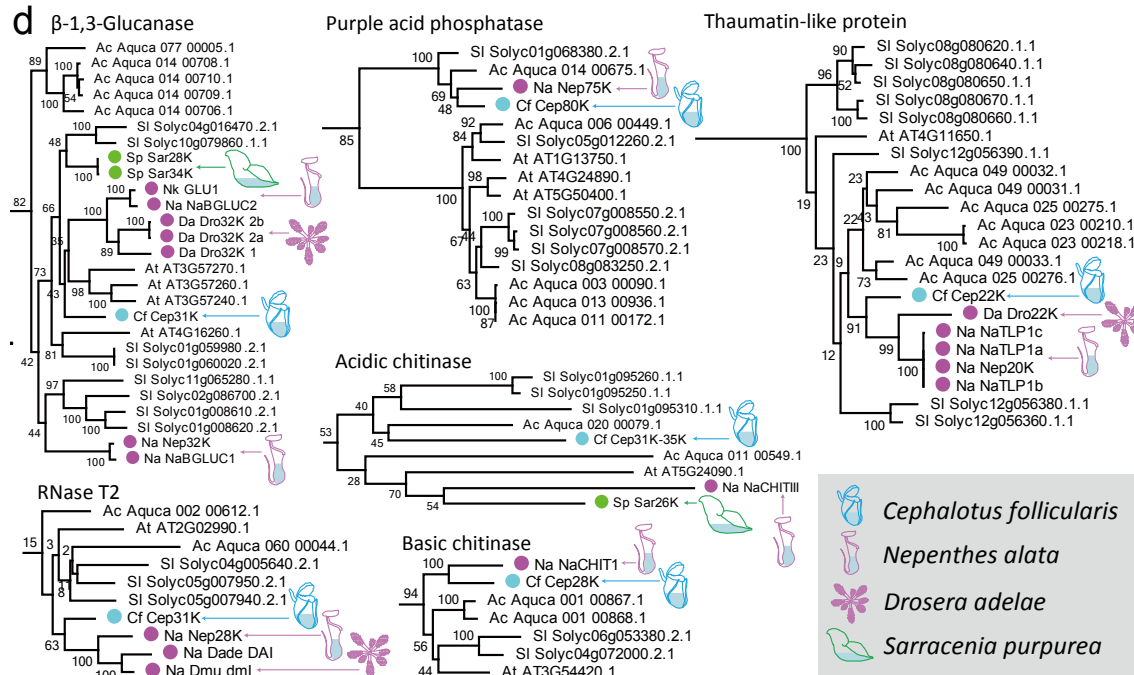 d
β-1,3-Glucanase
89
Ac Aquca 077 00005.1
100
Ac Aquca 014 00708.1
Ac Aquca 014 00710.1
54
Ac Aquca 014 00709.1
100
Ac Aquca 014 00706.1
100
Sl Solyc04g016470.2.1
48
Sl Solyc10g079860.1.1
Sp Sar28K
100
Sp Sar34K
82
100
Nk GLU1
66
Na NaBGLUC2
100
35
100
Da Dro32K 2b
Da Dro32K 2a
89
Da Dro32K 1
73
At AT3G57270.1
43
98
At AT3G57260.1
100
At AT3G57240.1
Cf Cep31K
At AT4G16260.1
42
81
Sl Solyc01g059980.2.1
100
Sl Solyc01g060020.2.1
97
Sl Solyc11g065280.1.1
Sl Solyc02g086700.2.1
100
Sl Solyc01g008610.2.1
100
Sl Solyc01g008620.2.1
44
Na Nep32K
100
Na NaBGLUC1
Purple acid phosphatase
100
Sl Solyc01g068380.2.1
Ac Aquca 014 00675.1
69
Na Nep75K
48
Cf Cep80K
85
92
Ac Aquca 006 00449.1
84
Sl Solyc05g012260.2.1
At AT1G13750.1
98
At AT4G24890.1
100
At AT5G50400.1
67
44
100
Sl Solyc07g008550.2.1
Sl Solyc07g008560.2.1
99
Sl Solyc07g008570.2.1
Sl Solyc08g083250.2.1
63
Ac Aquca 003 00090.1
Ac Aquca 013 00936.1
87
Ac Aquca 011 00172.1
Thaumatin-like protein
90
Sl Solyc08g080620.1.1
96
Sl Solyc08g080640.1.1
52
Sl Solyc08g080650.1.1
100
Sl Solyc08g080670.1.1
Sl Solyc08g080660.1.1
100
At AT4G11650.1
Sl Solyc12g056390.1.1
23
Ac Aquca 049 00032.1
Ac Aquca 049 00031.1
19
22
43
Ac Aquca 025 00275.1
81
Ac Aquca 023 00210.1
100
Ac Aquca 023 00218.1
23
9
Ac Aquca 049 00033.1
73
Ac Aquca 025 00276.1
Cf Cep22K
91
Da Dro22K
99
Na NaTLP1c
12
Na NaTLP1a
Na Nep20K
100
Na NaTLP1b
Sl Solyc12g056380.1.1
Sl Solyc12g056360.1.1
Acidic chitinase
100
Sl Solyc01g095260.1.1
58
Sl Solyc01g095250.1.1
40
Sl Solyc01g095310.1.1
Ac Aquca 020 00079.1
53
45
Cf Cep31K-35K
Ac Aquca 011 00549.1
28
At AT5G24090.1
70
Na NaCHITIII
54
Sp Sar26K
RNase T2
Ac Aquca 002 00612.1
15
At AT2G02990.1
3
2
Ac Aquca 060 00044.1
Sl Solyc04g005640.2.1
Sl Solyc05g007950.2.1
Sl Solyc05g007940.2.1
Cf Cep31K
63
Na Nep28K
100
Na Dade DAI
100
Na Dmu dmI
Basic chitinase
100
Na NaCHIT1
Cf Cep28K
94
100
Ac Aquca 001 00867.1
Ac Aquca 001 00868.1
56
Sl Solyc06g053380.2.1
100
Sl Solyc04g072000.2.1
44
At AT3G54420.1
Cephalotus follicularis
Nepenthes alata
Drosera adelae
Sarracenia purpurea